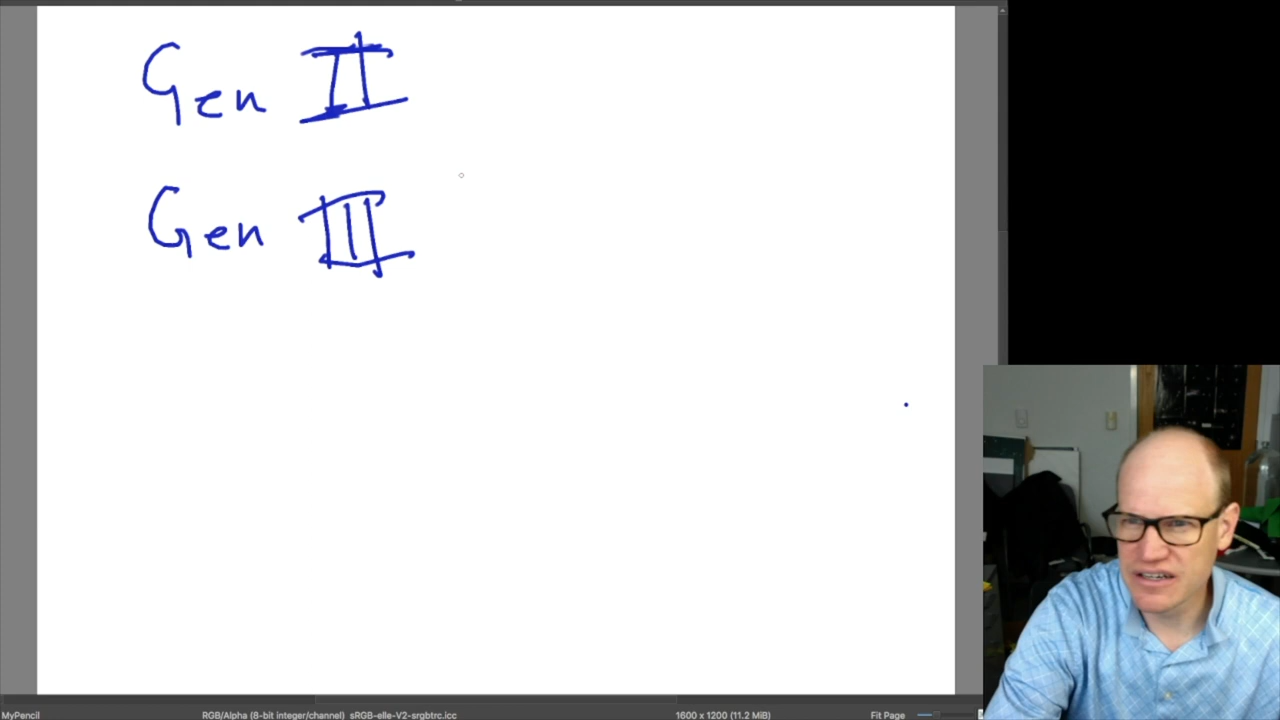 Gen II
Gen III
MyPencil RGB/Alpha (8-bit integer/channel) sRGB-elle-V2-srgbtrc.icc 1600 x 1200 (11.2 MiB) Fit Page